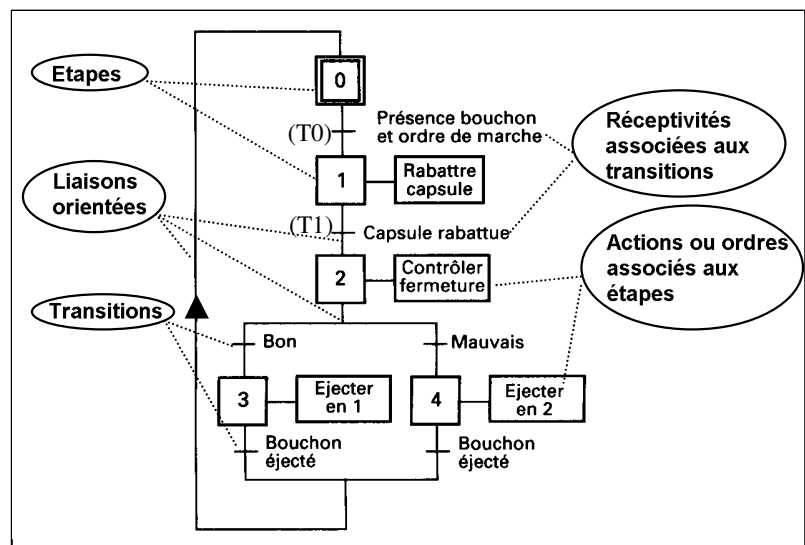 Etapes
0
(T0)
Présence bouchon
et ordre de marche
Réceptivités
associées aux
transitions
1
Rabattre
capsule
Liaisons
orientées
(T1)
Capsule rabattue
2
Contrôler
fermeture
Actions ou ordres
associés aux
étapes
Transitions
Bon
Mauvais
3
Ejecter
en 1
4
Ejecter
en 2
Bouchon
éjecté
Bouchon
éjecté